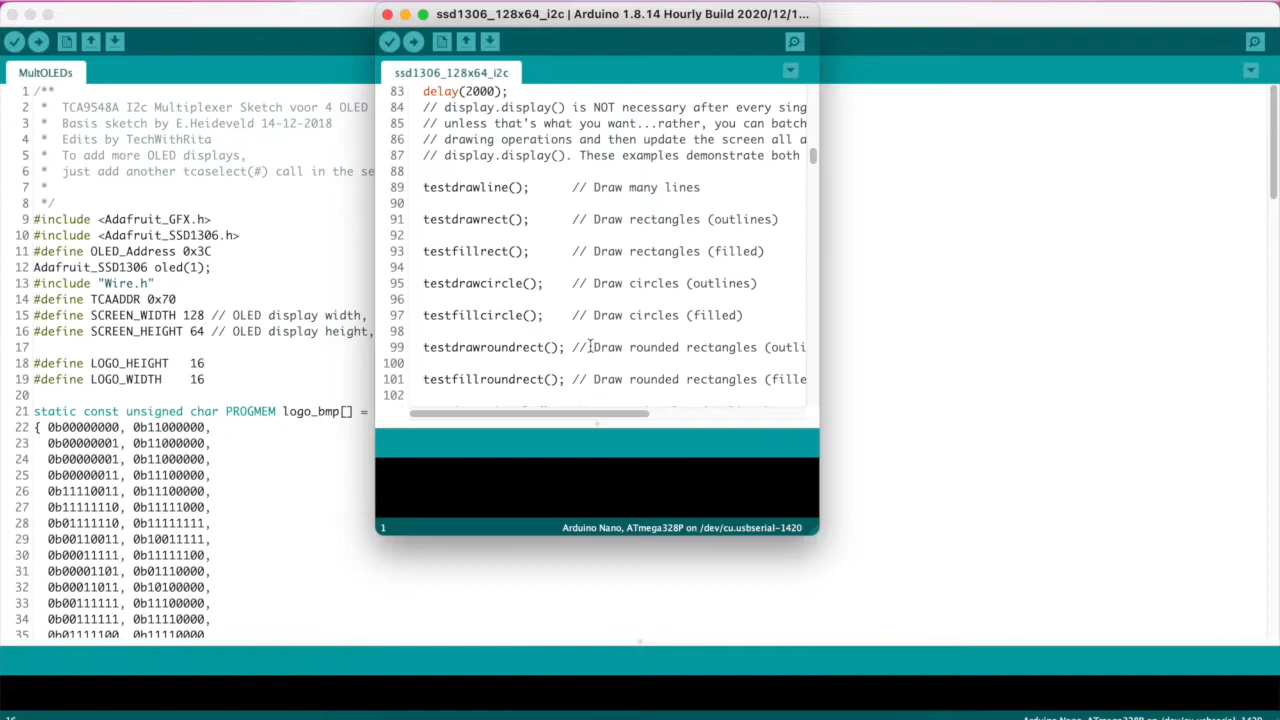 ssd1306_128x64_i2c | Arduino 1.8.14 Hourly Build 2020/12/1...
MultOLEDs
1 /**
2  *  TCA9548A I2c Multiplexer Sketch voor 4 OLED
3  *  Basis sketch by E.Heideveld 14-12-2018
4  *  Edits by TechWithRita
5  *  To add more OLED displays,
6  *  just add another tcaselect(#) call in the se
7  *
8  */
9 #include <Adafruit_GFX.h>
10 #include <Adafruit_SSD1306.h>
11 #define OLED_Address 0x3C
12 Adafruit_SSD1306 oled(1);
13 #include "Wire.h"
14 #define TCAADDR 0x70
15 #define SCREEN_WIDTH 128 // OLED display width,
16 #define SCREEN_HEIGHT 64 // OLED display height,
17
18 #define LOGO_HEIGHT   16
19 #define LOGO_WIDTH    16
20
21 static const unsigned char PROGMEM logo_bmp[] =
22 { 0b00000000, 0b11000000,
23   0b00000001, 0b11000000,
24   0b00000001, 0b11000000,
25   0b00000011, 0b11100000,
26   0b11110011, 0b11100000,
27   0b11111110, 0b11111000,
28   0b01111110, 0b11111111,
29   0b00110011, 0b10011111,
30   0b00011111, 0b11111100,
31   0b00001101, 0b01110000,
32   0b00011011, 0b10100000,
33   0b00111111, 0b11100000,
34   0b00111111, 0b11110000,
35   0b01111100, 0b11110000
ssd1306_128x64_i2c
83 delay(2000);
84 // display.display() is NOT necessary after every sing
85 // unless that's what you want...rather, you can batch
86 // drawing operations and then update the screen all a
87 // display.display(). These examples demonstrate both
88
89 testdrawline();      // Draw many lines
90
91 testdrawrect();      // Draw rectangles (outlines)
92
93 testfillrect();      // Draw rectangles (filled)
94
95 testdrawcircle();    // Draw circles (outlines)
96
97 testfillcircle();    // Draw circles (filled)
98
99 testdrawroundrect(); // Draw rounded rectangles (outli
100
101 testfillroundrect(); // Draw rounded rectangles (fille
102
1
Arduino Nano, ATmega328P on /dev/cu.usbserial-1420